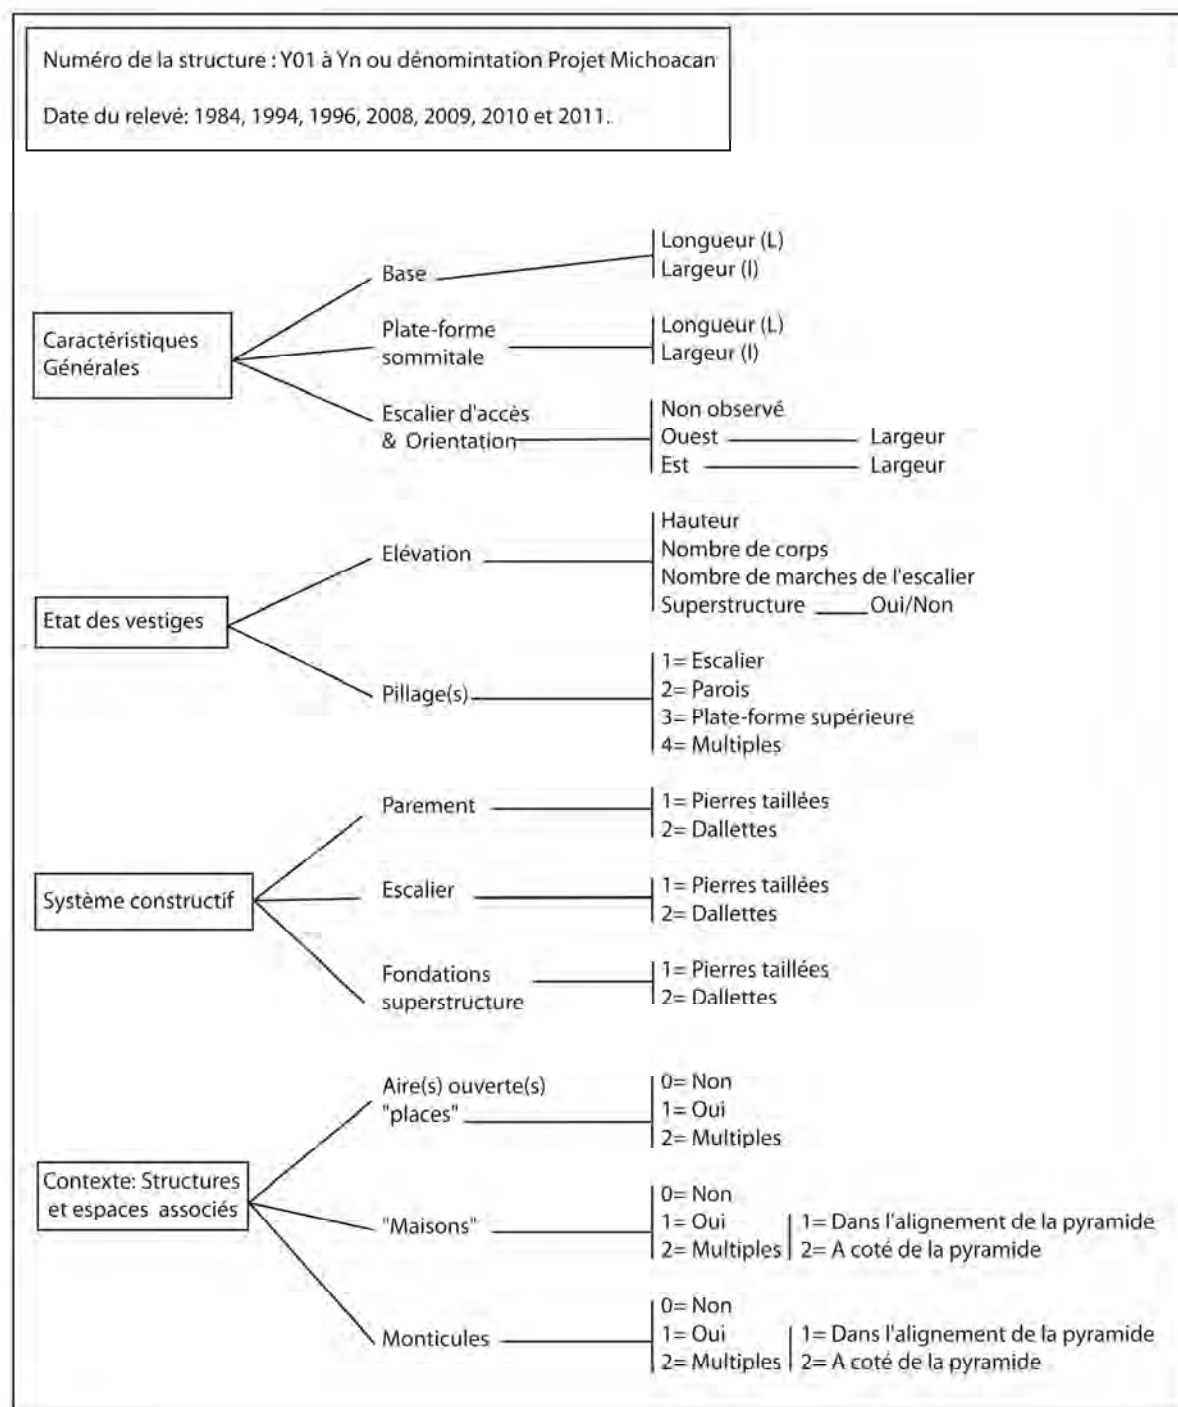 Numéro de la structure : Y01 à Yn ou dénomintation Projet Michoacan
Date du relevé: 1984, 1994, 1996, 2008, 2009, 2010 et 2011.
Caractéristiques
Générales
Base
Longueur (L)
Largeur (l)
Plate-forme
sommitale
Longueur (L)
Largeur (l)
Escalier d'accès
& Orientation
Non observé
Ouest Largeur
Est Largeur
Etat des vestiges
Elévation
Hauteur
Nombre de corps
Nombre de marches de l'escalier
Superstructure Oui/Non
Pillage(s)
1= Escalier
2= Parois
3= Plate-forme supérieure
4= Multiples
Système constructif
Parement
1= Pierres taillées
2= Dallettes
Escalier
1= Pierres taillées
2= Dallettes
Fondations
superstructure
1= Pierres taillées
2= Dallettes
Contexte: Structures
et espaces associés
Aire(s) ouverte(s)
"places"
0= Non
1= Oui
2= Multiples
"Maisons"
0= Non
1= Oui
2= Multiples
1= Dans l'alignement de la pyramide
2= A coté de la pyramide
Monticules
0= Non
1= Oui
2= Multiples
1= Dans l'alignement de la pyramide
2= A coté de la pyramide